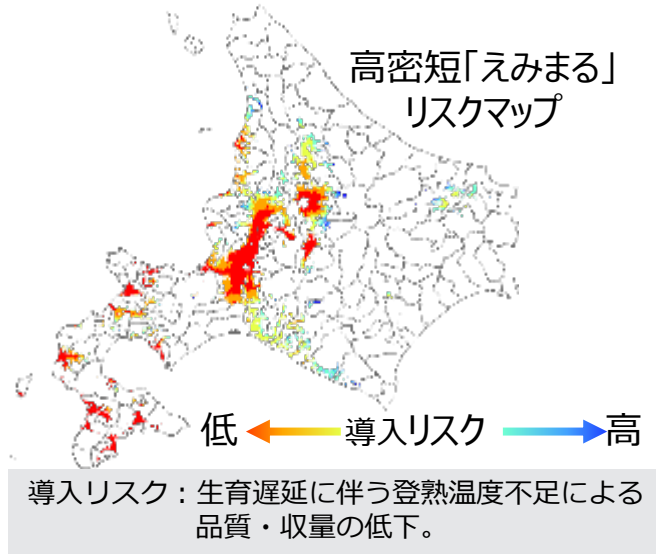 高密短「えみまる」
リスクマップ
低 導入リスク 高
導入リスク：生育遅延に伴う登熟温度不足による
品質・収量の低下。